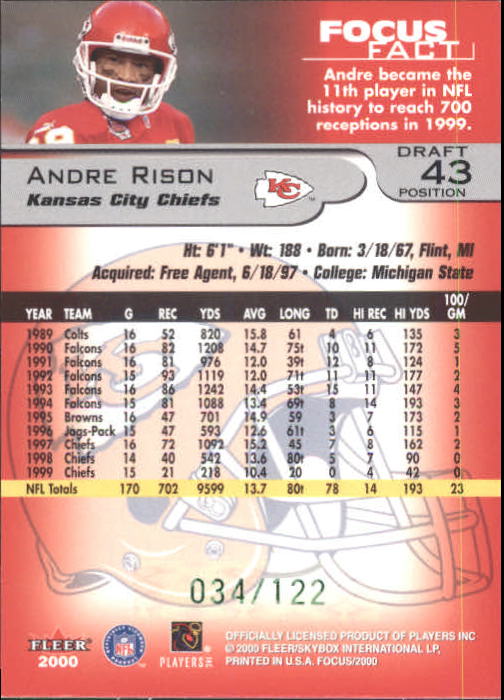 FOCUS
FACT
Andre became the
11th player in NFL
history to reach 700
receptions in 1999.
ANDRE RISON
Kansas City Chiefs
KC
DRAFT
43
POSITION
Ht: 6'1" • Wt: 188 • Born: 3/18/67, Flint, MI
Acquired: Free Agent, 6/18/97 • College: Michigan State
YEAR TEAM G REC YDS AVG LONG TD HI REC HI YDS 100/GM
1989 Colts 16 52 820 15.8 61 4 6 135 3
1990 Falcons 16 82 1208 14.7 75t 10 11 172 5
1991 Falcons 16 81 976 12.0 39t 12 8 124 1
1992 Falcons 15 93 1119 12.0 71t 11 11 177 2
1993 Falcons 16 86 1242 14.4 53t 15 11 147 4
1994 Falcons 15 81 1088 13.4 69t 8 14 193 3
1995 Browns 16 47 701 14.9 59 3 7 173 2
1996 Jags-Pack 15 47 593 12.6 61t 3 6 115 1
1997 Chiefs 16 72 1092 15.2 45 7 8 162 2
1998 Chiefs 14 40 542 13.6 80t 5 7 90 0
1999 Chiefs 15 21 218 10.4 20 0 4 42 0
NFL Totals 170 702 9599 13.7 80t 78 14 193 23
034/122
FLEER
2000
NFL
PLAYERS INC
OFFICIALLY LICENSED PRODUCT OF PLAYERS INC
© 2000 FLEER/SKYBOX INTERNATIONAL LP,
PRINTED IN U.S.A. FOCUS/2000